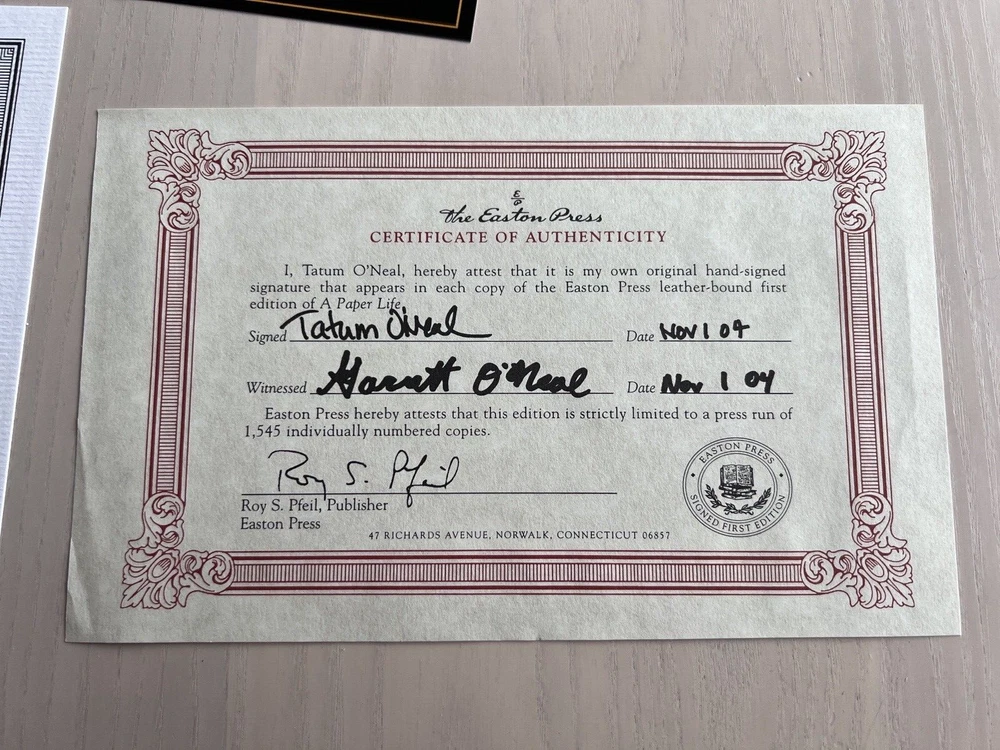 E
P
the Easton Press
CERTIFICATE OF AUTHENTICITY
I, Tatum O'Neal, hereby attest that it is my own original hand-signed
signature that appears in each copy of the Easton Press leather-bound first
edition of A Paper Life.
Signed Tatum O'Neal Date Nov 1 04
Witnessed Garrett O'Neal Date Nov 1 04
Easton Press hereby attests that this edition is strictly limited to a press run of
1,545 individually numbered copies.
Roy S. Pfeil
Roy S. Pfeil, Publisher
Easton Press
EASTON PRESS
SIGNED FIRST EDITION
47 RICHARDS AVENUE, NORWALK, CONNECTICUT 06857